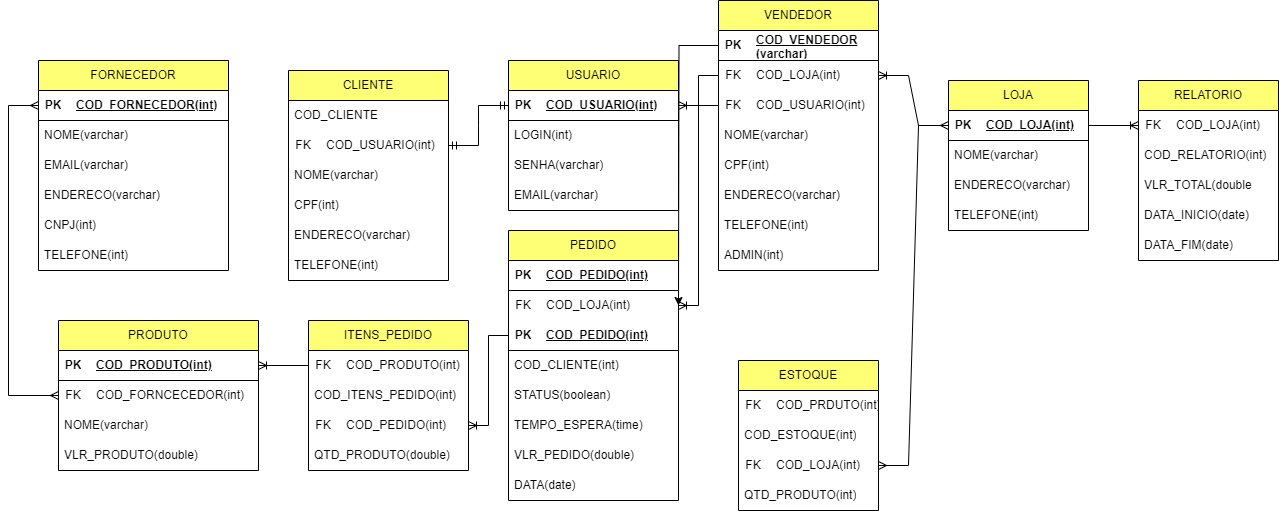 VENDEDOR
PK COD_VENDEDOR
(varchar)
FK COD_LOJA(int)
FK COD_USUARIO(int)
NOME(varchar)
CPF(int)
ENDERECO(varchar)
TELEFONE(int)
ADMIN(int)
FORNECEDOR
PK COD_FORNECEDOR(int)
NOME(varchar)
EMAIL(varchar)
ENDERECO(varchar)
CNPJ(int)
TELEFONE(int)
CLIENTE
COD_CLIENTE
FK COD_USUARIO(int)
NOME(varchar)
CPF(int)
ENDERECO(varchar)
TELEFONE(int)
USUARIO
PK COD_USUARIO(int)
LOGIN(int)
SENHA(varchar)
EMAIL(varchar)
LOJA
PK COD_LOJA(int)
NOME(varchar)
ENDERECO(varchar)
TELEFONE(int)
RELATORIO
FK COD_LOJA(int)
COD_RELATORIO(int)
VLR_TOTAL(double
DATA_INICIO(date)
DATA_FIM(date)
PEDIDO
PK COD_PEDIDO(int)
FK COD_LOJA(int)
PK COD_PEDIDO(int)
COD_CLIENTE(int)
STATUS(boolean)
TEMPO_ESPERA(time)
VLR_PEDIDO(double)
DATA(date)
PRODUTO
PK COD_PRODUTO(int)
FK COD_FORNCECEDOR(int)
NOME(varchar)
VLR_PRODUTO(double)
ITENS_PEDIDO
FK COD_PRODUTO(int)
COD_ITENS_PEDIDO(int)
FK COD_PEDIDO(int)
QTD_PRODUTO(double)
ESTOQUE
FK COD_PRDUTO(int)
COD_ESTOQUE(int)
FK COD_LOJA(int)
QTD_PRODUTO(int)